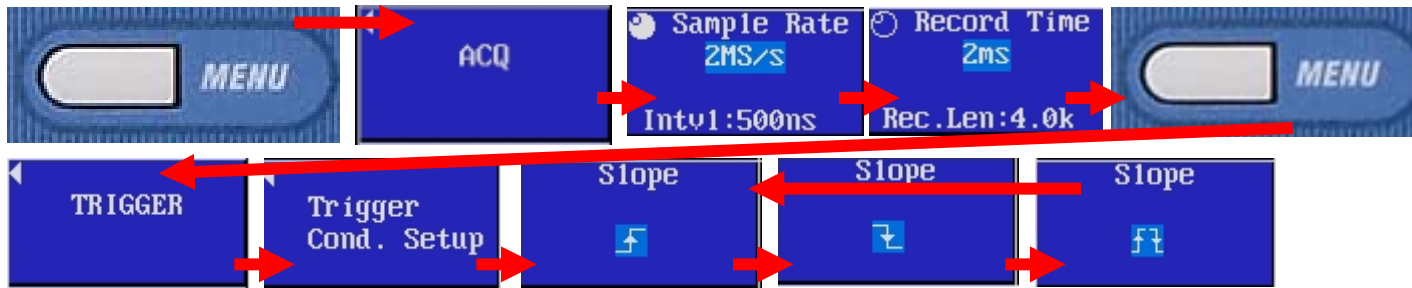 MENU
ACQ
Sample Rate
2MS/s
Intvl:500ns
Record Time
2ms
Rec.Len:4.0k
MENU
TRIGGER
Trigger
Cond. Setup
Slope
Slope
Slope